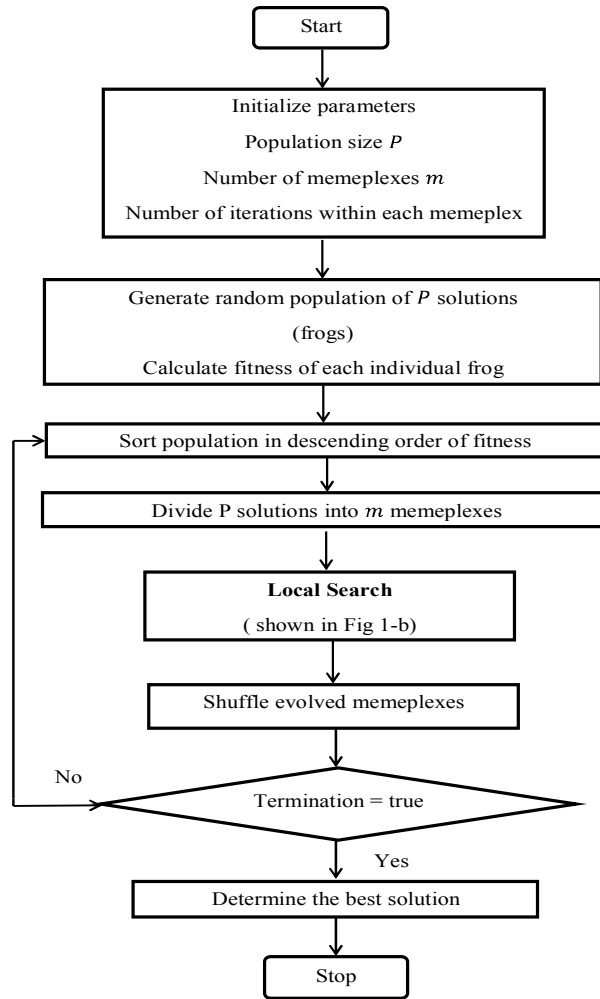 Start
Initialize parameters
Population size P
Number of memeplexes m
Number of iterations within each memeplex
Generate random population of P solutions
(frogs)
Calculate fitness of each individual frog
Sort population in descending order of fitness
Divide P solutions into m memeplexes
Local Search
( shown in Fig 1-b)
Shuffle evolved memeplexes
No
Termination = true
Yes
Determine the best solution
Stop